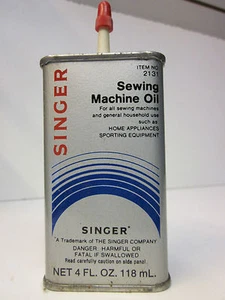 ITEM NO
2131
Sewing
Machine Oil
For all sewing machines
and general household use
such as:
HOME APPLIANCES
SPORTING EQUIPMENT
SINGER
SINGER*
*A Trademark of THE SINGER COMPANY
DANGER: HARMFUL OR
FATAL IF SWALLOWED
Read carefully caution on side panel.
NET 4 FL. OZ. 118 mL.